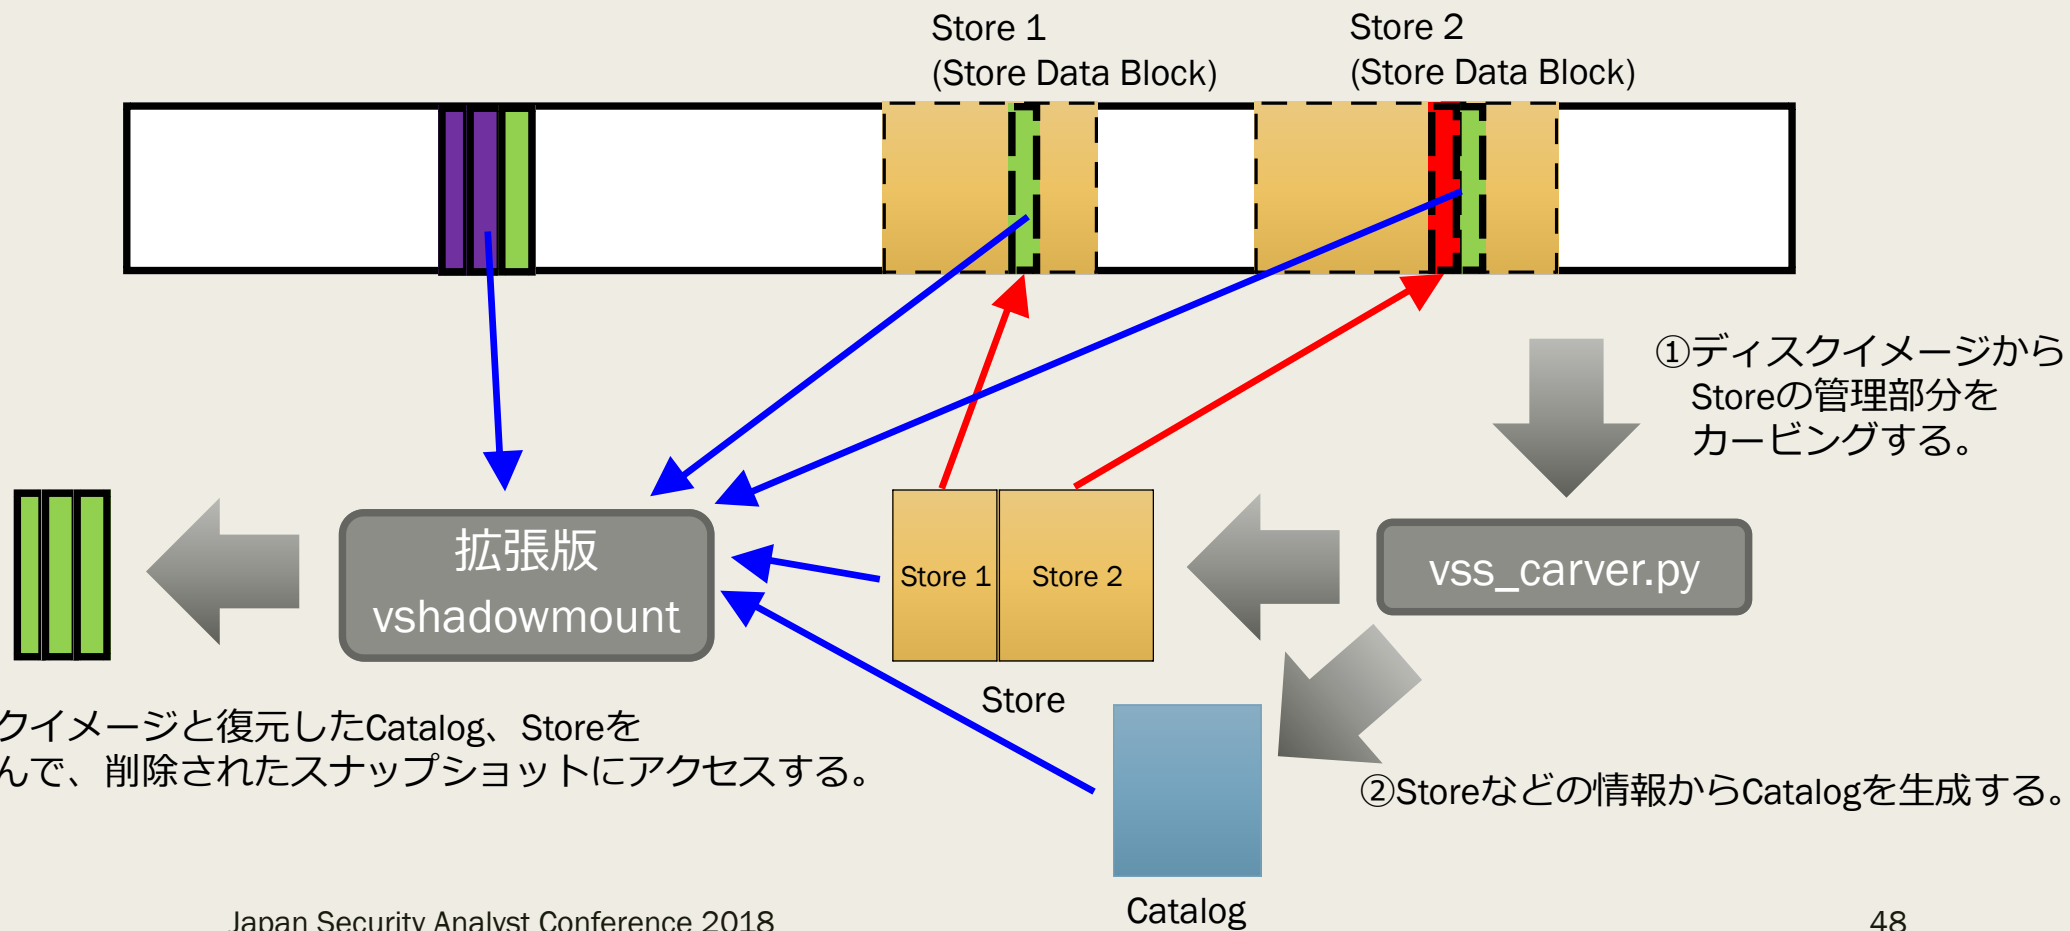 Store 1
(Store Data Block)
Store 2
(Store Data Block)
①ディスクイメージから
Storeの管理部分を
カービングする。
拡張版
vshadowmount
Store 1
Store 2
vss_carver.py
Store
クイメージと復元したCatalog、Storeを
んで、削除されたスナップショットにアクセスする。
②Storeなどの情報からCatalogを生成する。
Catalog
Japan Security Analyst Conference 2018
48